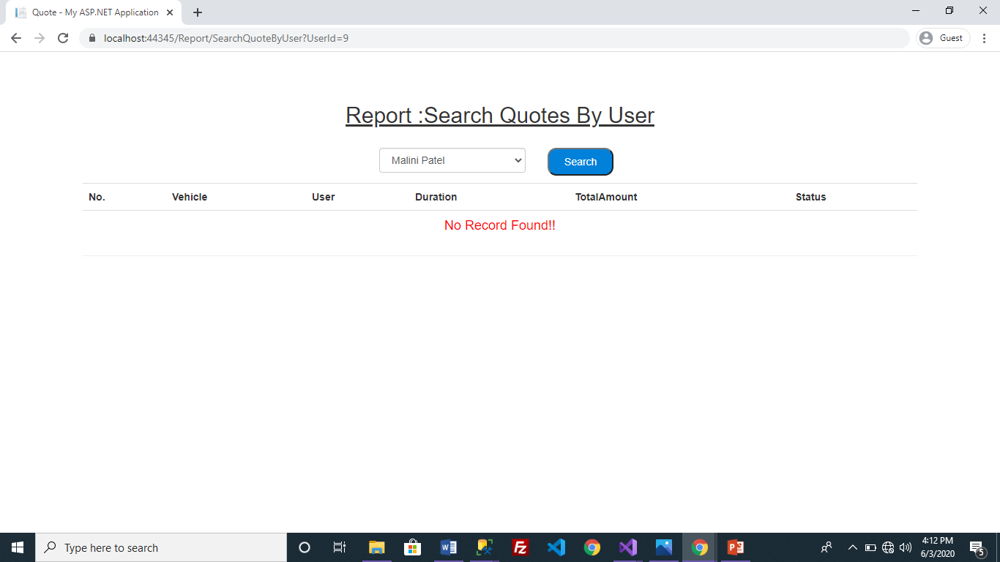 Quote - My ASP.NET Application
localhost:44345/Report/SearchQuoteByUser?UserId=9
Guest
Report :Search Quotes By User
Malini Patel
Search
No. Vehicle User Duration TotalAmount Status
No Record Found!!
Type here to search
4:12 PM
6/3/2020
5